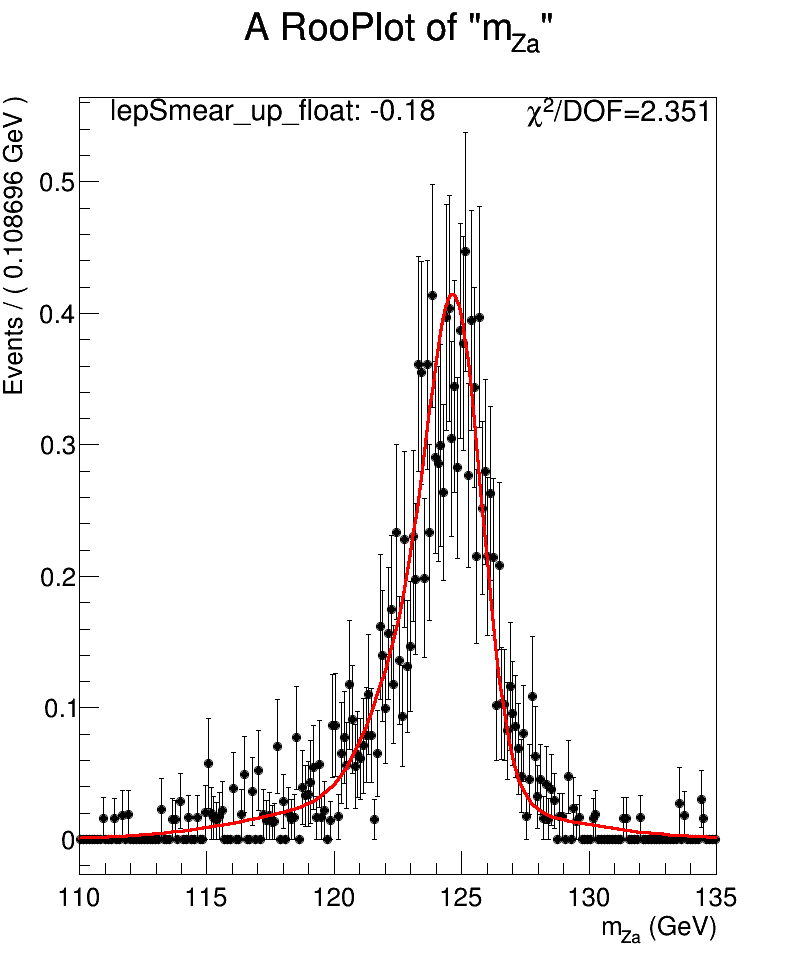 A RooPlot of "m_Za"
lepSmear_up_float: -0.18
χ²/DOF=2.351
Events / ( 0.108696 GeV )
0.5
0.4
0.3
0.2
0.1
0
110 115 120 125 130 135
m_Za (GeV)